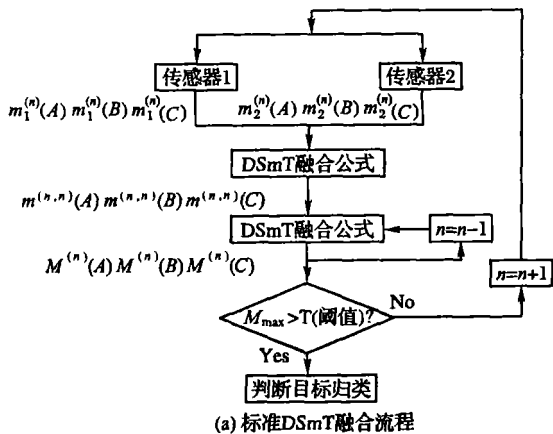 传感器1 传感器2
m₁⁽ⁿ⁾(A) m₁⁽ⁿ⁾(B) m₁⁽ⁿ⁾(C) m₂⁽ⁿ⁾(A) m₂⁽ⁿ⁾(B) m₂⁽ⁿ⁾(C)
DSmT融合公式
m⁽ⁿ,ⁿ⁾(A) m⁽ⁿ,ⁿ⁾(B) m⁽ⁿ,ⁿ⁾(C)
DSmT融合公式 n=n−1
M⁽ⁿ⁾(A) M⁽ⁿ⁾(B) M⁽ⁿ⁾(C)
n=n+1
M_max>T(阈值)? No
Yes
判断目标归类
(a) 标准DSmT融合流程